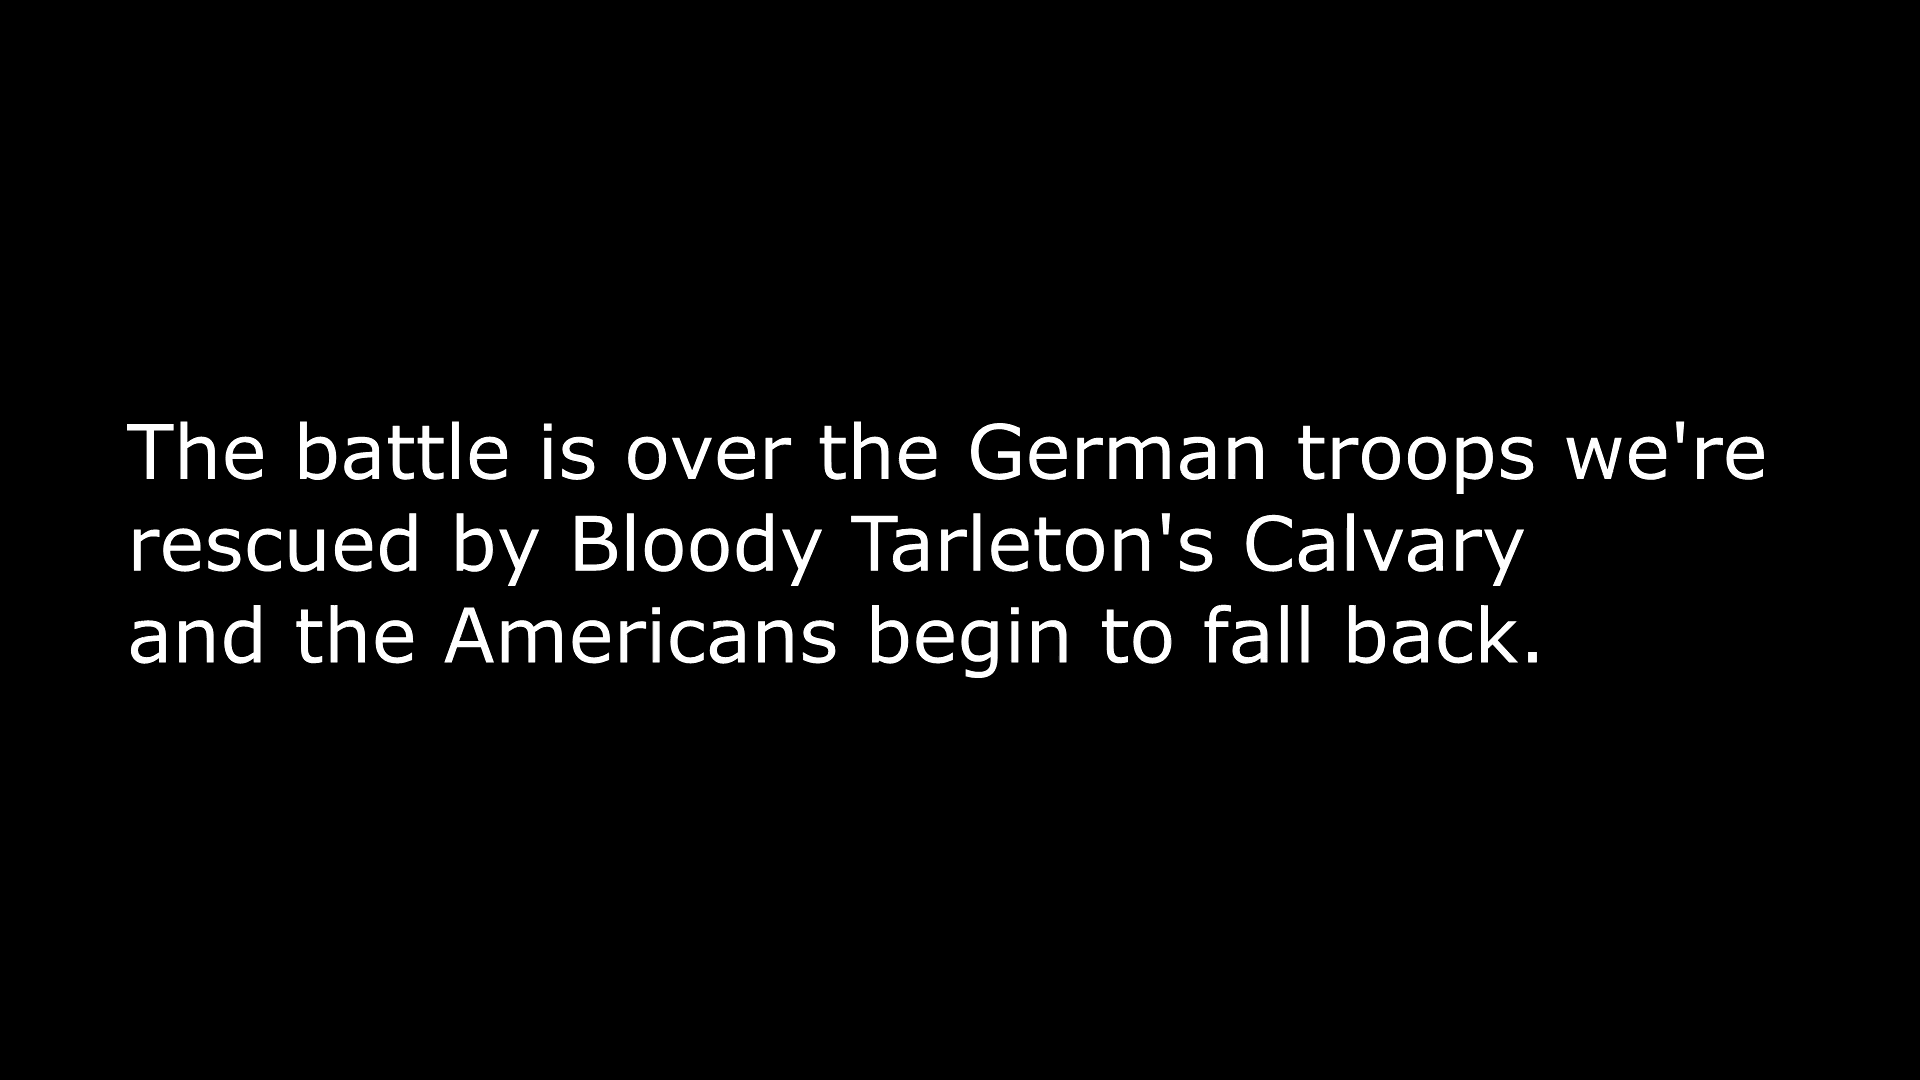 The battle is over the German troops we're
rescued by Bloody Tarleton's Calvary
and the Americans begin to fall back.